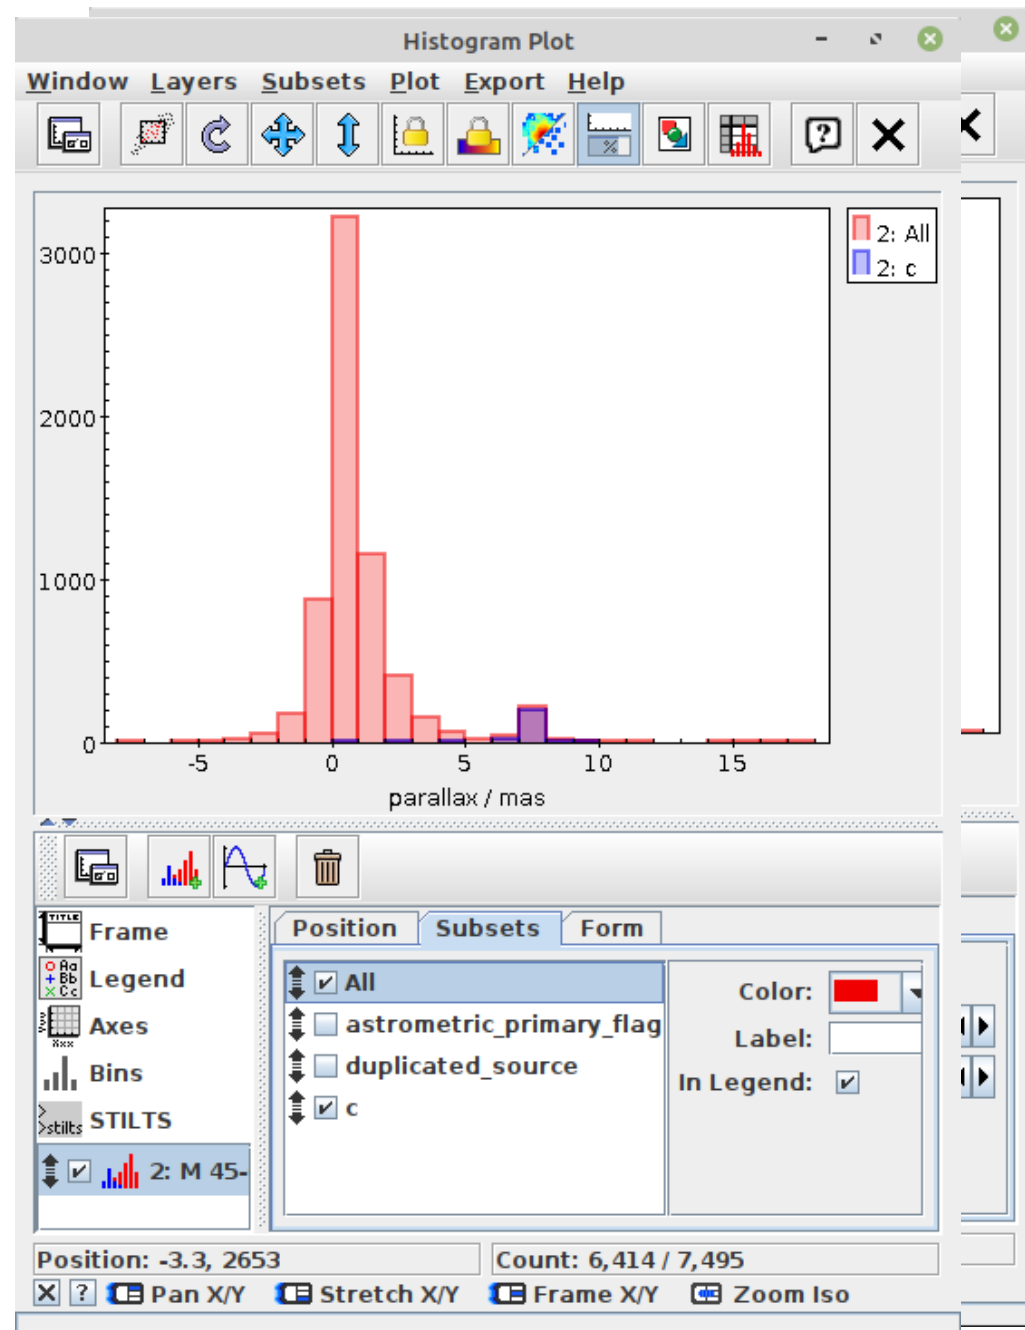 Histogram Plot
Window Layers Subsets Plot Export Help
3000
2000
1000
0
-5 0 5 10 15
parallax / mas
2: All
2: c
Frame
Legend
Axes
Bins
STILTS
2: M 45-
Position Subsets Form
All
astrometric_primary_flag
duplicated_source
c
Color:
Label:
In Legend:
Position: -3.3, 2653
Count: 6,414 / 7,495
Pan X/Y Stretch X/Y Frame X/Y Zoom Iso